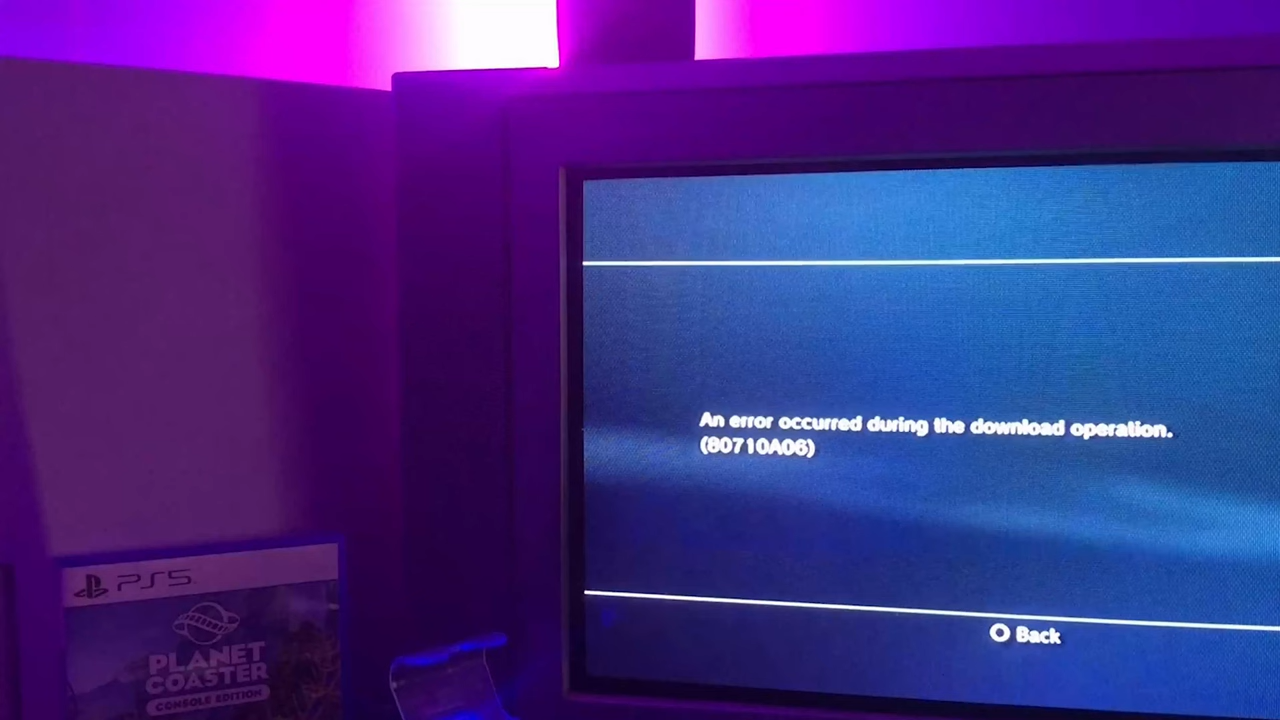 An error occurred during the download operation.
(80710A06)
Back
PS5
PLANET
COASTER
CONSOLE EDITION